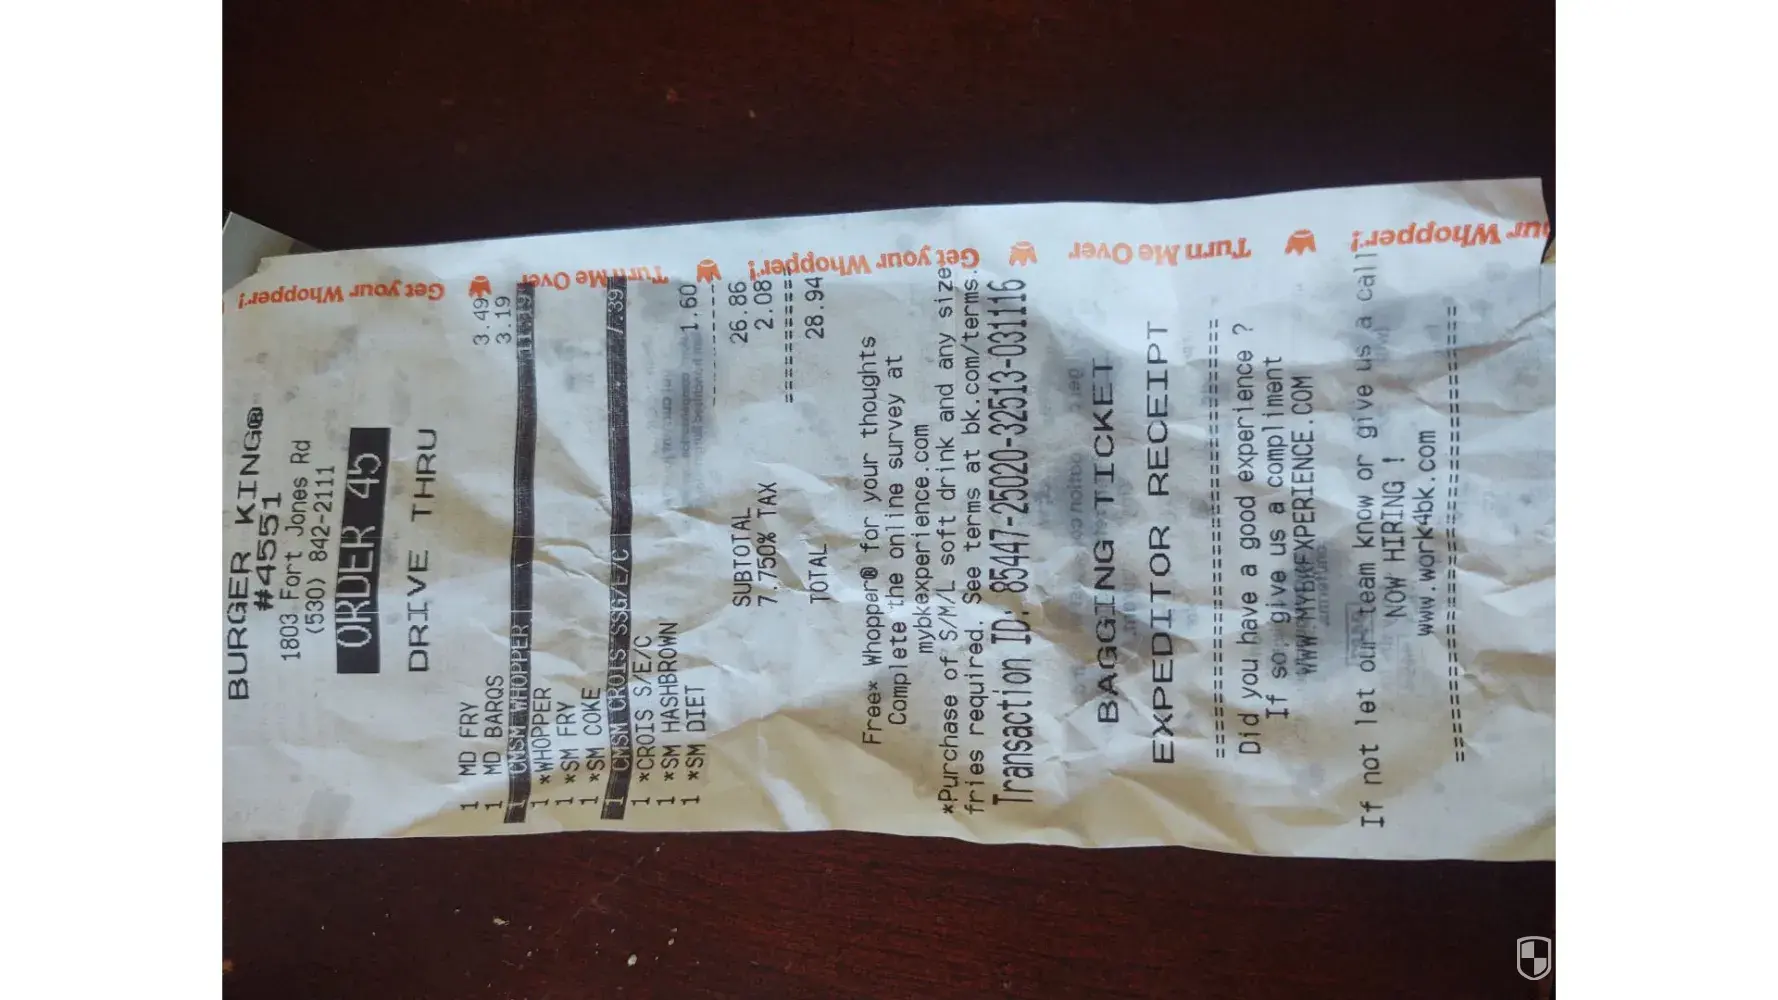 BURGER KING®
#4551
1803 Fort Jones Rd
(530) 842-2111
ORDER 45
DRIVE THRU
1 MD FRY 3.49
1 MD BARQS 3.19
1 CMSM WHOPPER 11.19
1 *WHOPPER
1 *SM FRY
1 *SM COKE
1 CMSM CROIS SSG/E/C 7.39
1 *CROIS S/E/C
1 *SM HASHBROWN
1 *SM DIET 1.60
SUBTOTAL 26.86
7.750% TAX 2.08
TOTAL 28.94
Free* Whopper® for your thoughts
Complete the online survey at
mybkexperience.com
*Purchase of S/M/L soft drink and any size
fries required. See terms at bk.com/terms.
Transaction ID: 85447-25020-32513-031116
BAGGING TICKET
EXPEDITOR RECEIPT
Did you have a good experience ?
If so, give us a compliment
WWW.MYBKEXPERIENCE.COM
If not let our team know or give us a call
NOW HIRING !
www.work4bk.com
Get your Whopper!
Turn Me Over
Get your Whopper!
Turn Me Over
our Whopper!